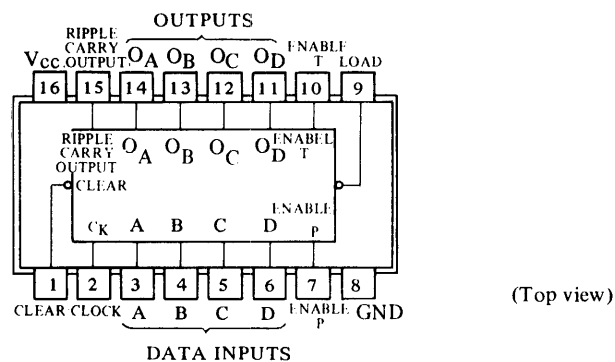 OUTPUTS
RIPPLE
CARRY
OUTPUT
Vcc
OA OB OC OD
ENABLE
T
LOAD
16 15 14 13 12 11 10 9
RIPPLE
CARRY
OUTPUT
OA OB OC OD
ENABEL
T
CLEAR
CK A B C D
ENABLE
P
1 2 3 4 5 6 7 8
CLEAR CLOCK A B C D
ENABLE
P
GND
DATA INPUTS
(Top view)